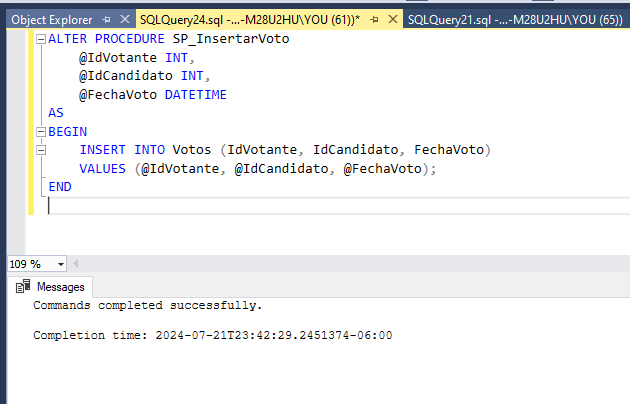 Object Explorer
SQLQuery24.sql -...-M28U2HU\YOU (61))*
SQLQuery21.sql -...-M28U2HU\YOU (65))
ALTER PROCEDURE SP_InsertarVoto
@IdVotante INT,
@IdCandidato INT,
@FechaVoto DATETIME
AS
BEGIN
INSERT INTO Votos (IdVotante, IdCandidato, FechaVoto)
VALUES (@IdVotante, @IdCandidato, @FechaVoto);
END
109 %
Messages
Commands completed successfully.
Completion time: 2024-07-21T23:42:29.2451374-06:00